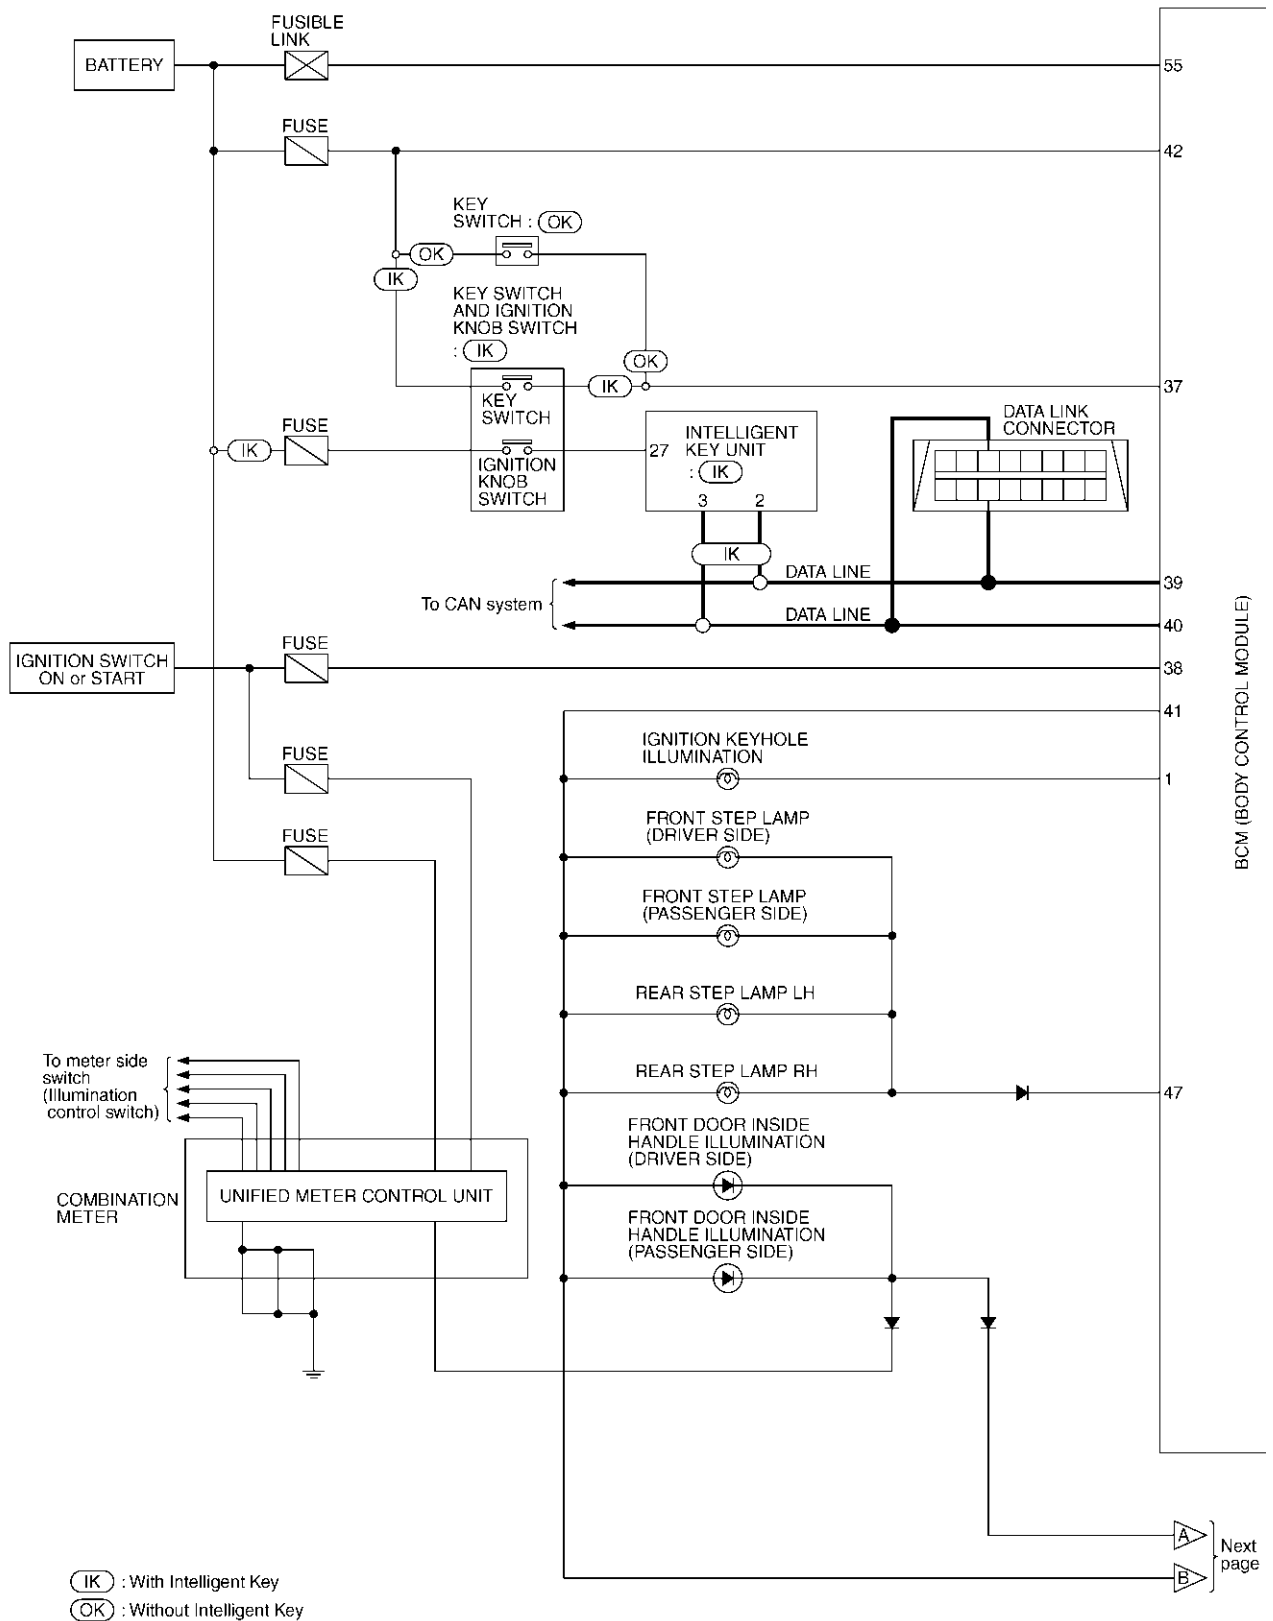 FUSIBLE
LINK
BATTERY
55
FUSE
42
KEY
SWITCH : OK
OK
IK
KEY SWITCH
AND IGNITION
KNOB SWITCH
: IK
OK
IK
37
KEY
SWITCH
FUSE
IK
IGNITION
KNOB
SWITCH
INTELLIGENT
KEY UNIT
: IK
27
3 2
IK
DATA LINK
CONNECTOR
DATA LINE
39
To CAN system
DATA LINE
40
BCM (BODY CONTROL MODULE)
IGNITION SWITCH
ON or START
FUSE
38
41
IGNITION KEYHOLE
ILLUMINATION
1
FUSE
FRONT STEP LAMP
(DRIVER SIDE)
FUSE
FRONT STEP LAMP
(PASSENGER SIDE)
REAR STEP LAMP LH
REAR STEP LAMP RH
47
To meter side
switch
(Illumination
control switch)
FRONT DOOR INSIDE
HANDLE ILLUMINATION
(DRIVER SIDE)
COMBINATION
METER
UNIFIED METER CONTROL UNIT
FRONT DOOR INSIDE
HANDLE ILLUMINATION
(PASSENGER SIDE)
A
B
Next
page
IK : With Intelligent Key
OK : Without Intelligent Key